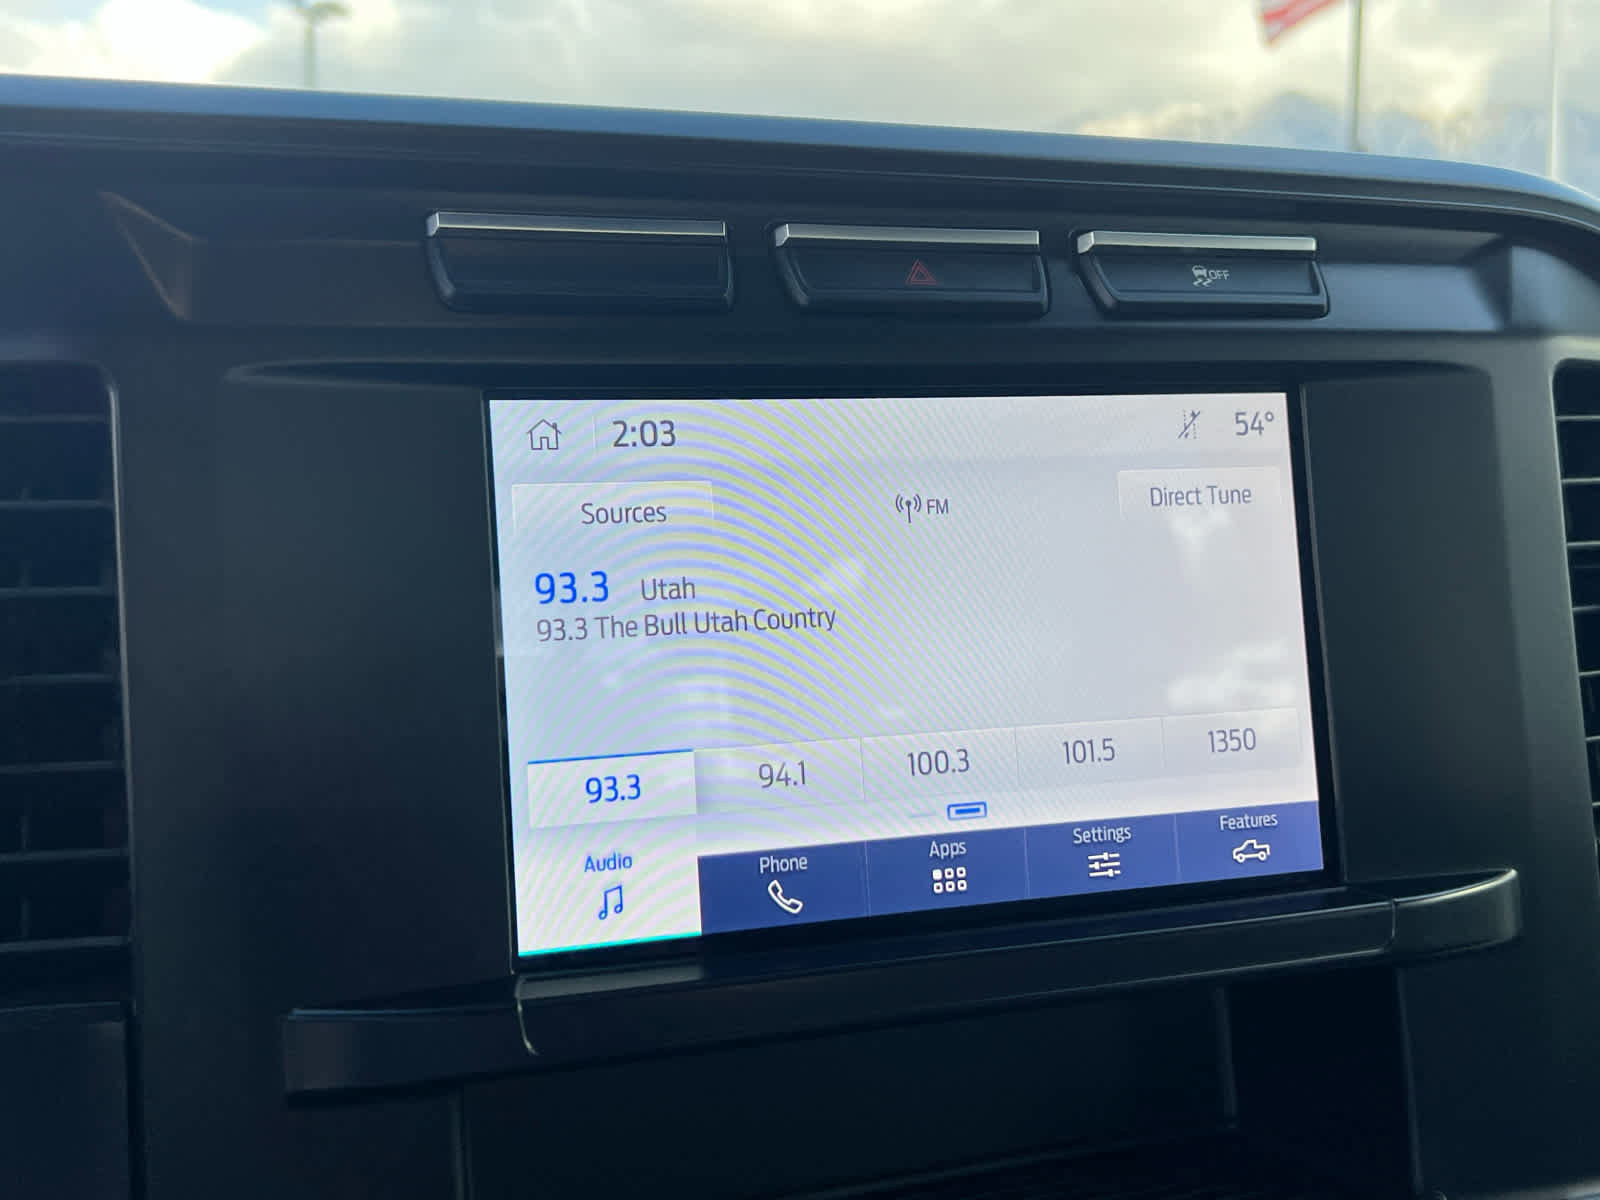 OFF
2:03
54°
Sources
FM
Direct Tune
93.3 Utah
93.3 The Bull Utah Country
93.3
94.1
100.3
101.5
1350
Audio
Phone
Apps
Settings
Features